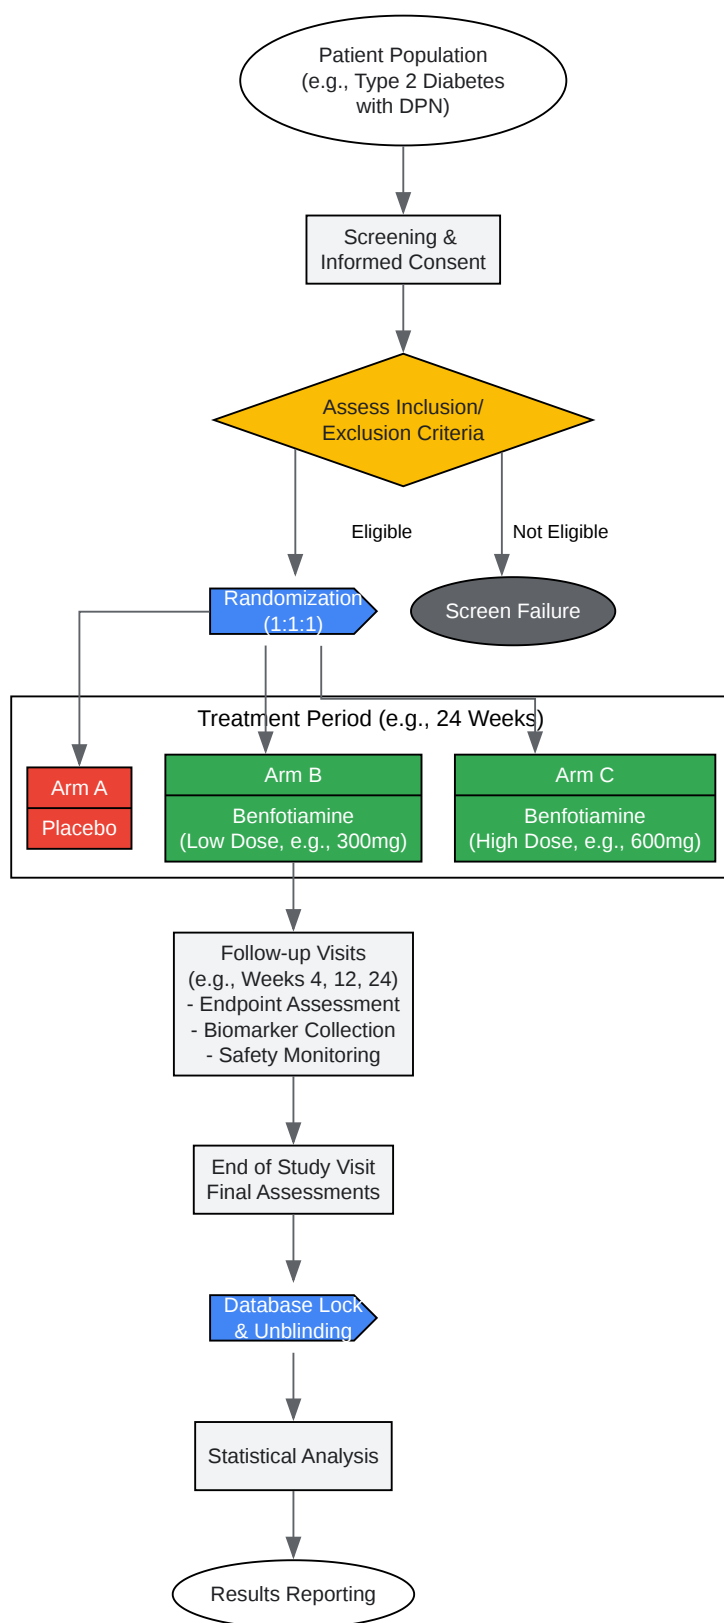 Patient Population
(e.g., Type 2 Diabetes
with DPN)
Screening &
Informed Consent
Assess Inclusion/
Exclusion Criteria
Eligible
Not Eligible
Randomization
(1:1:1)
Screen Failure
Treatment Period (e.g., 24 Weeks)
Arm A
Placebo
Arm B
Benfotiamine
(Low Dose, e.g., 300mg)
Arm C
Benfotiamine
(High Dose, e.g., 600mg)
Follow-up Visits
(e.g., Weeks 4, 12, 24)
- Endpoint Assessment
- Biomarker Collection
- Safety Monitoring
End of Study Visit
Final Assessments
Database Lock
& Unblinding
Statistical Analysis
Results Reporting